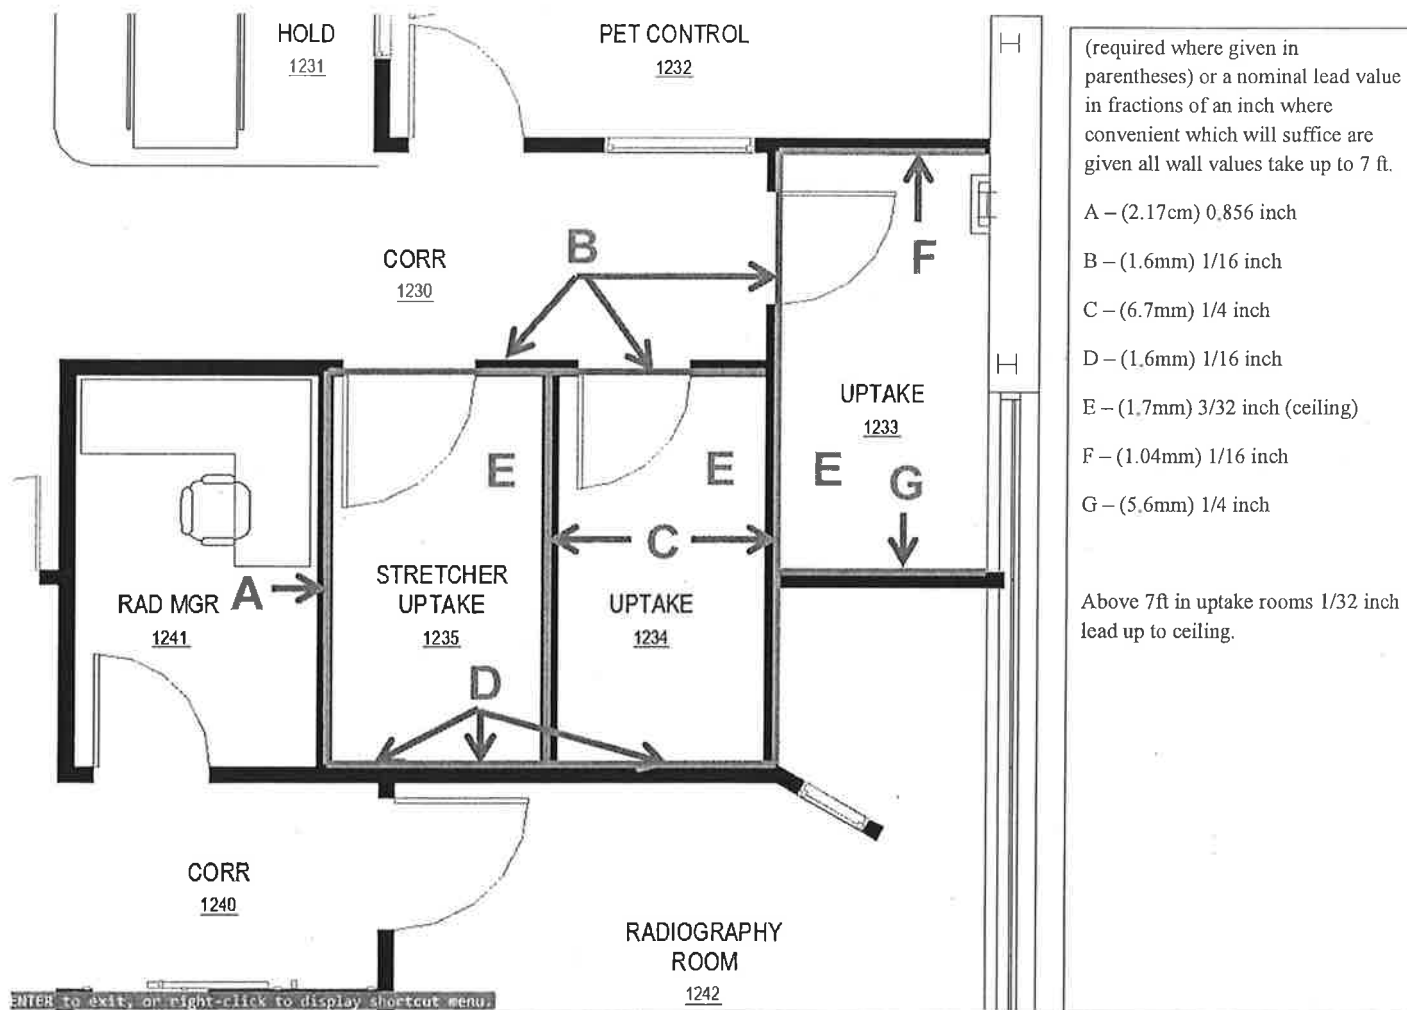 HOLD
1231
PET CONTROL
1232
CORR
1230
B
F
UPTAKE
1233
E
E
E
G
C
A
STRETCHER
UPTAKE
1235
UPTAKE
1234
RAD MGR
1241
D
CORR
1240
RADIOGRAPHY
ROOM
1242
ENTER to exit, or right-click to display shortcut menu.
(required where given in
parentheses) or a nominal lead value
in fractions of an inch where
convenient which will suffice are
given all wall values take up to 7 ft.
A – (2.17cm) 0.856 inch
B – (1.6mm) 1/16 inch
C – (6.7mm) 1/4 inch
D – (1.6mm) 1/16 inch
E – (1.7mm) 3/32 inch (ceiling)
F – (1.04mm) 1/16 inch
G – (5.6mm) 1/4 inch
Above 7ft in uptake rooms 1/32 inch
lead up to ceiling.